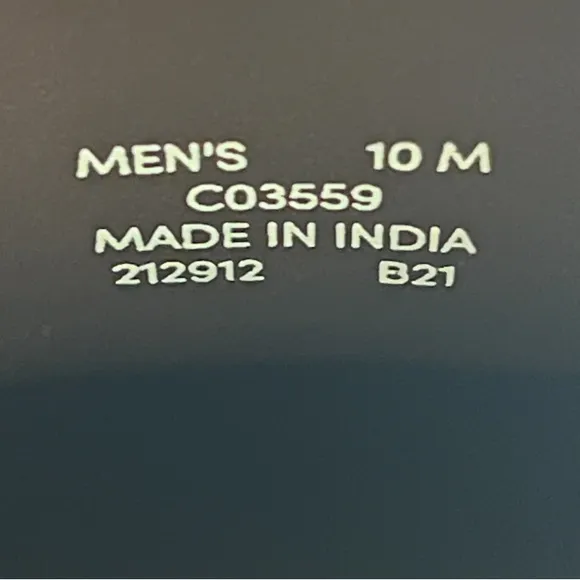 MEN'S 10 M
C03559
MADE IN INDIA
212912 B21